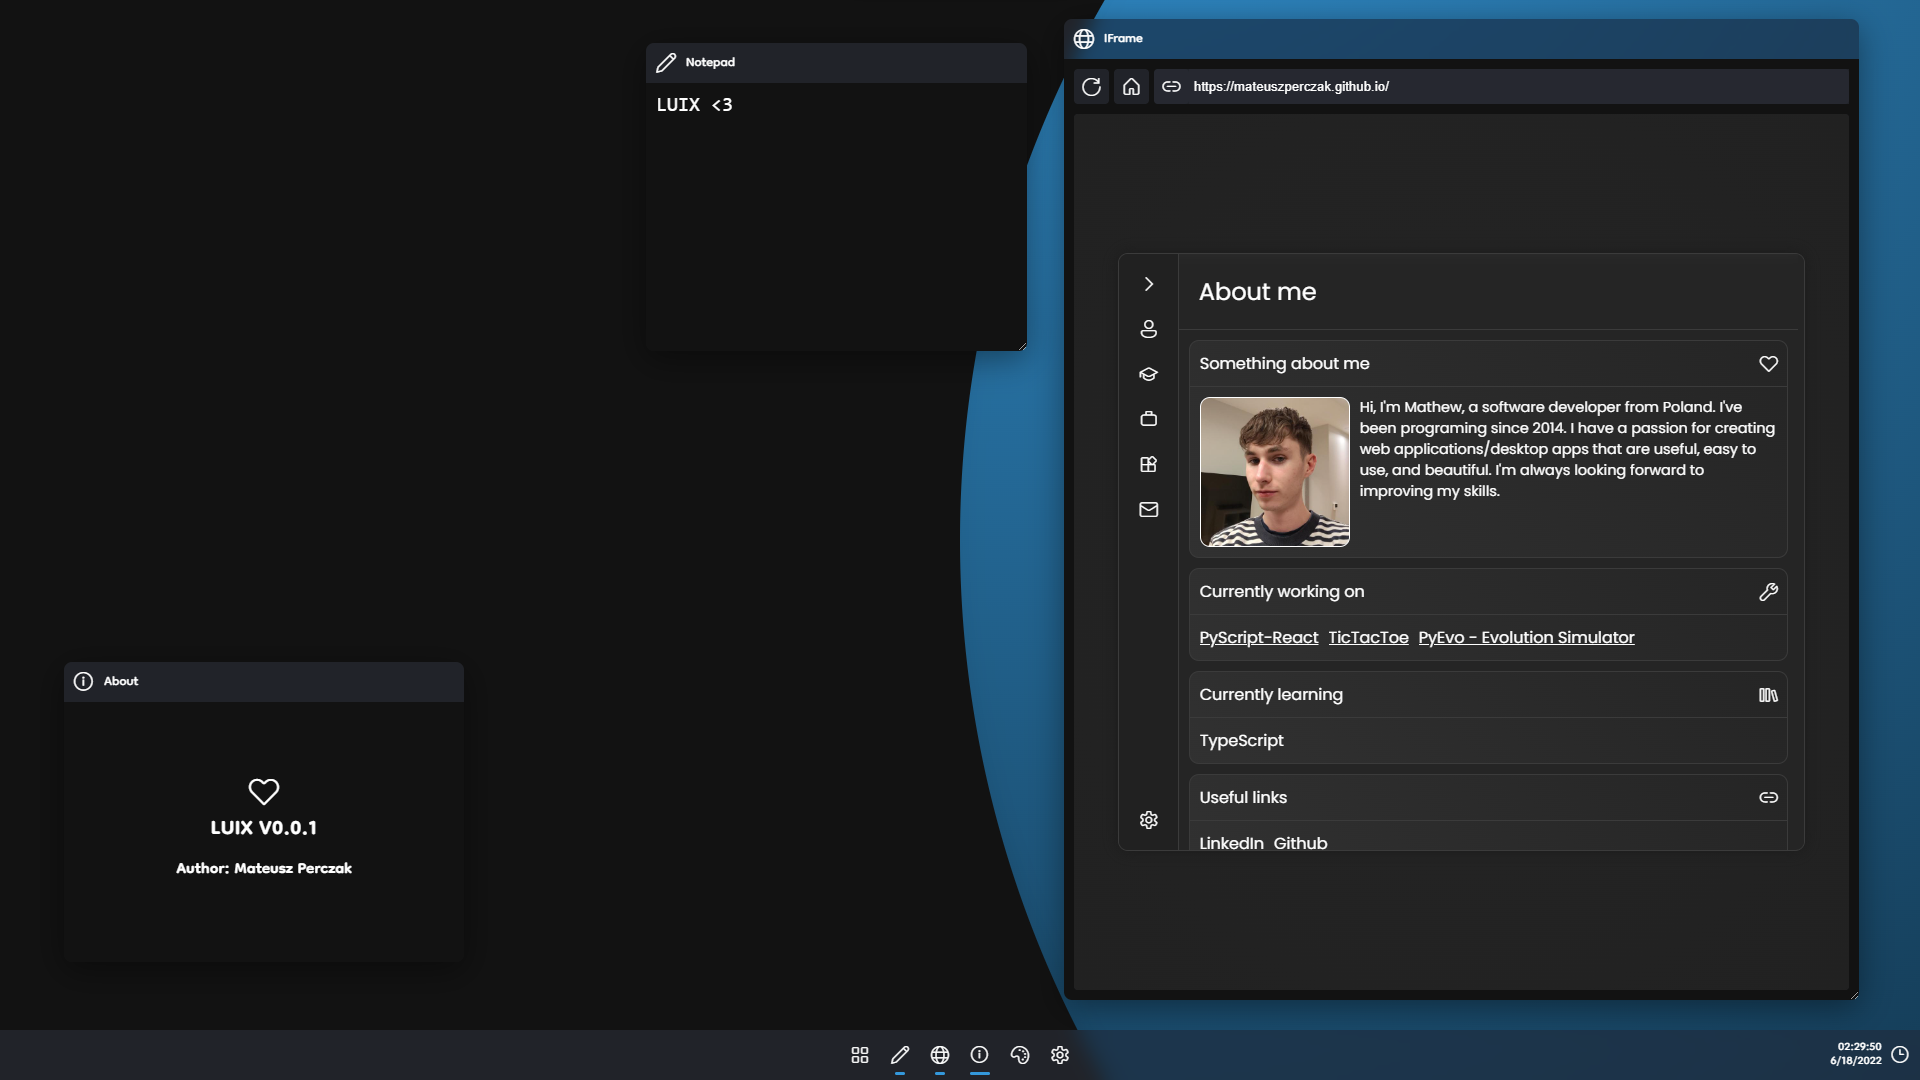 Notepad
LUIX <3
IFrame
https://mateuszperczak.github.io/
About me
Something about me
Hi, I'm Mathew, a software developer from Poland. I've
been programing since 2014. I have a passion for creating
web applications/desktop apps that are useful, easy to
use, and beautiful. I'm always looking forward to
improving my skills.
Currently working on
PyScript-React TicTacToe PyEvo - Evolution Simulator
Currently learning
TypeScript
Useful links
LinkedIn Github
About
LUIX V0.0.1
Author: Mateusz Perczak
02:29:50
6/18/2022